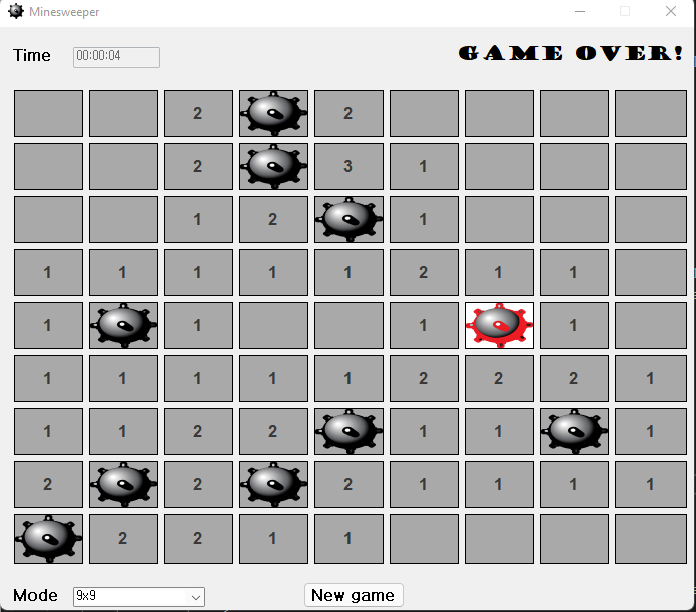 Minesweeper
Time 00:00:04 GAME OVER!
2 2
2 3 1
1 2 1
1 1 1 1 1 2 1 1
1 1 1 1
1 1 1 1 1 2 2 2 1
1 1 2 2 1 1 1
2 2 2 1 1 1 1
2 2 1 1
Mode 9x9 New game